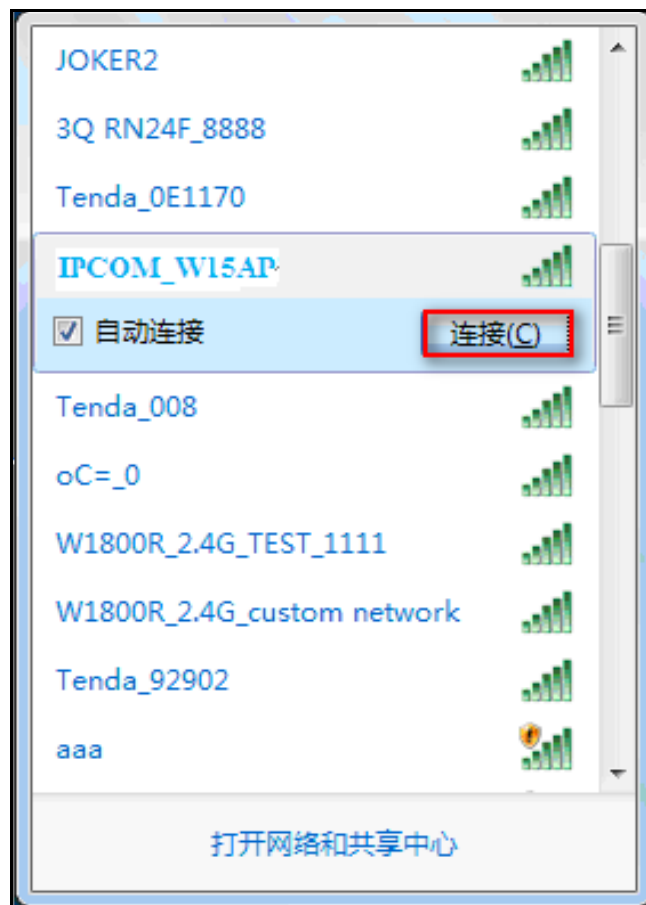 JOKER2
3Q RN24F_8888
Tenda_0E1170
IPCOM_W15AP
自动连接 连接(C)
Tenda_008
oC=_0
W1800R_2.4G_TEST_1111
W1800R_2.4G_custom network
Tenda_92902
aaa
打开网络和共享中心